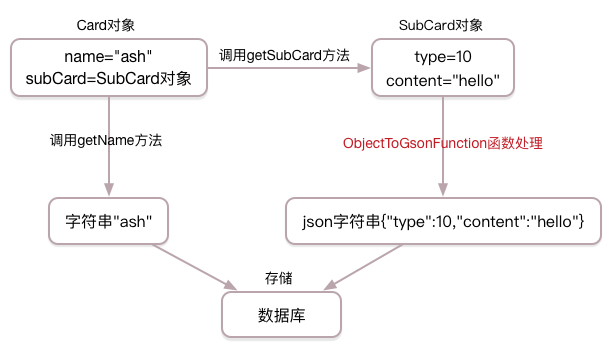 Card对象
SubCard对象
name="ash"
subCard=SubCard对象
调用getSubCard方法
type=10
content="hello"
调用getName方法
ObjectToGsonFunction函数处理
字符串"ash"
json字符串{"type":10,"content":"hello"}
存储
数据库